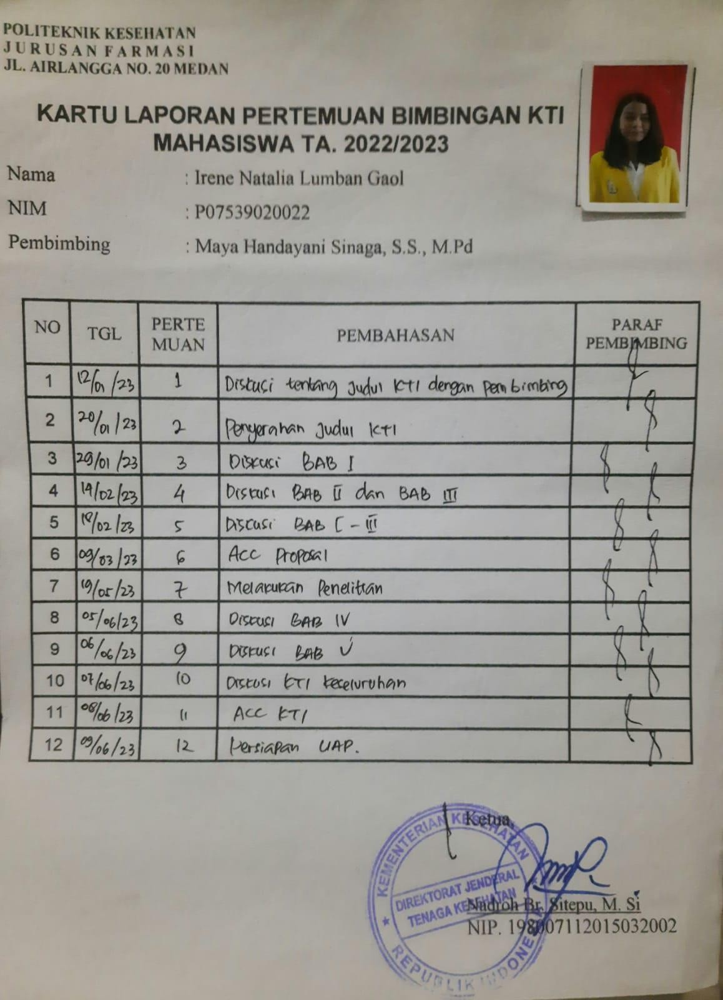 POLITEKNIK KESEHATAN
JURUSAN FARMASI
JL. AIRLANGGA NO. 20 MEDAN
KARTU LAPORAN PERTEMUAN BIMBINGAN KTI
MAHASISWA TA. 2022/2023
Nama : Irene Natalia Lumban Gaol
NIM : P07539020022
Pembimbing : Maya Handayani Sinaga, S.S., M.Pd
NO TGL PERTE MUAN PEMBAHASAN PARAF PEMBIMBING
1 12/01/23 1 Diskusi tentang Judul KTI dengan pembimbing
2 20/01/23 2 Penyerahan Judul KTI
3 29/01/23 3 Diskusi BAB I
4 14/02/23 4 Diskusi BAB II dan BAB III
5 18/02/23 5 Diskusi BAB I - III
6 09/03/23 6 ACC Proposal
7 19/05/23 7 Melakukan Penelitian
8 05/06/23 8 Diskusi BAB IV
9 06/06/23 9 Diskusi BAB V
10 07/06/23 10 Diskusi KTI keseluruhan
11 08/06/23 11 ACC KTI
12 09/06/23 12 Persiapan UAP.
Ketua,
KEMENTERIAN KESEHATAN
DIREKTORAT JENDERAL
TENAGA KESEHATAN
REPUBLIK INDONESIA
Nadroh Br. Sitepu, M. Si
NIP. 198007112015032002